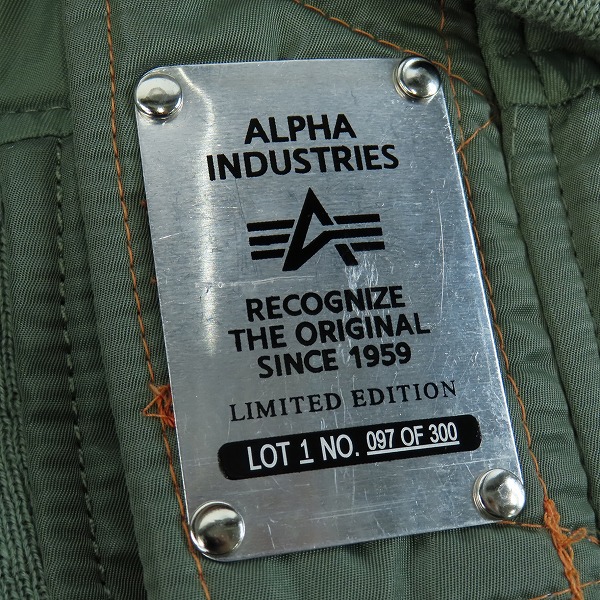 ALPHA
INDUSTRIES
RECOGNIZE
THE ORIGINAL
SINCE 1959
LIMITED EDITION
LOT 1 NO. 097 OF 300